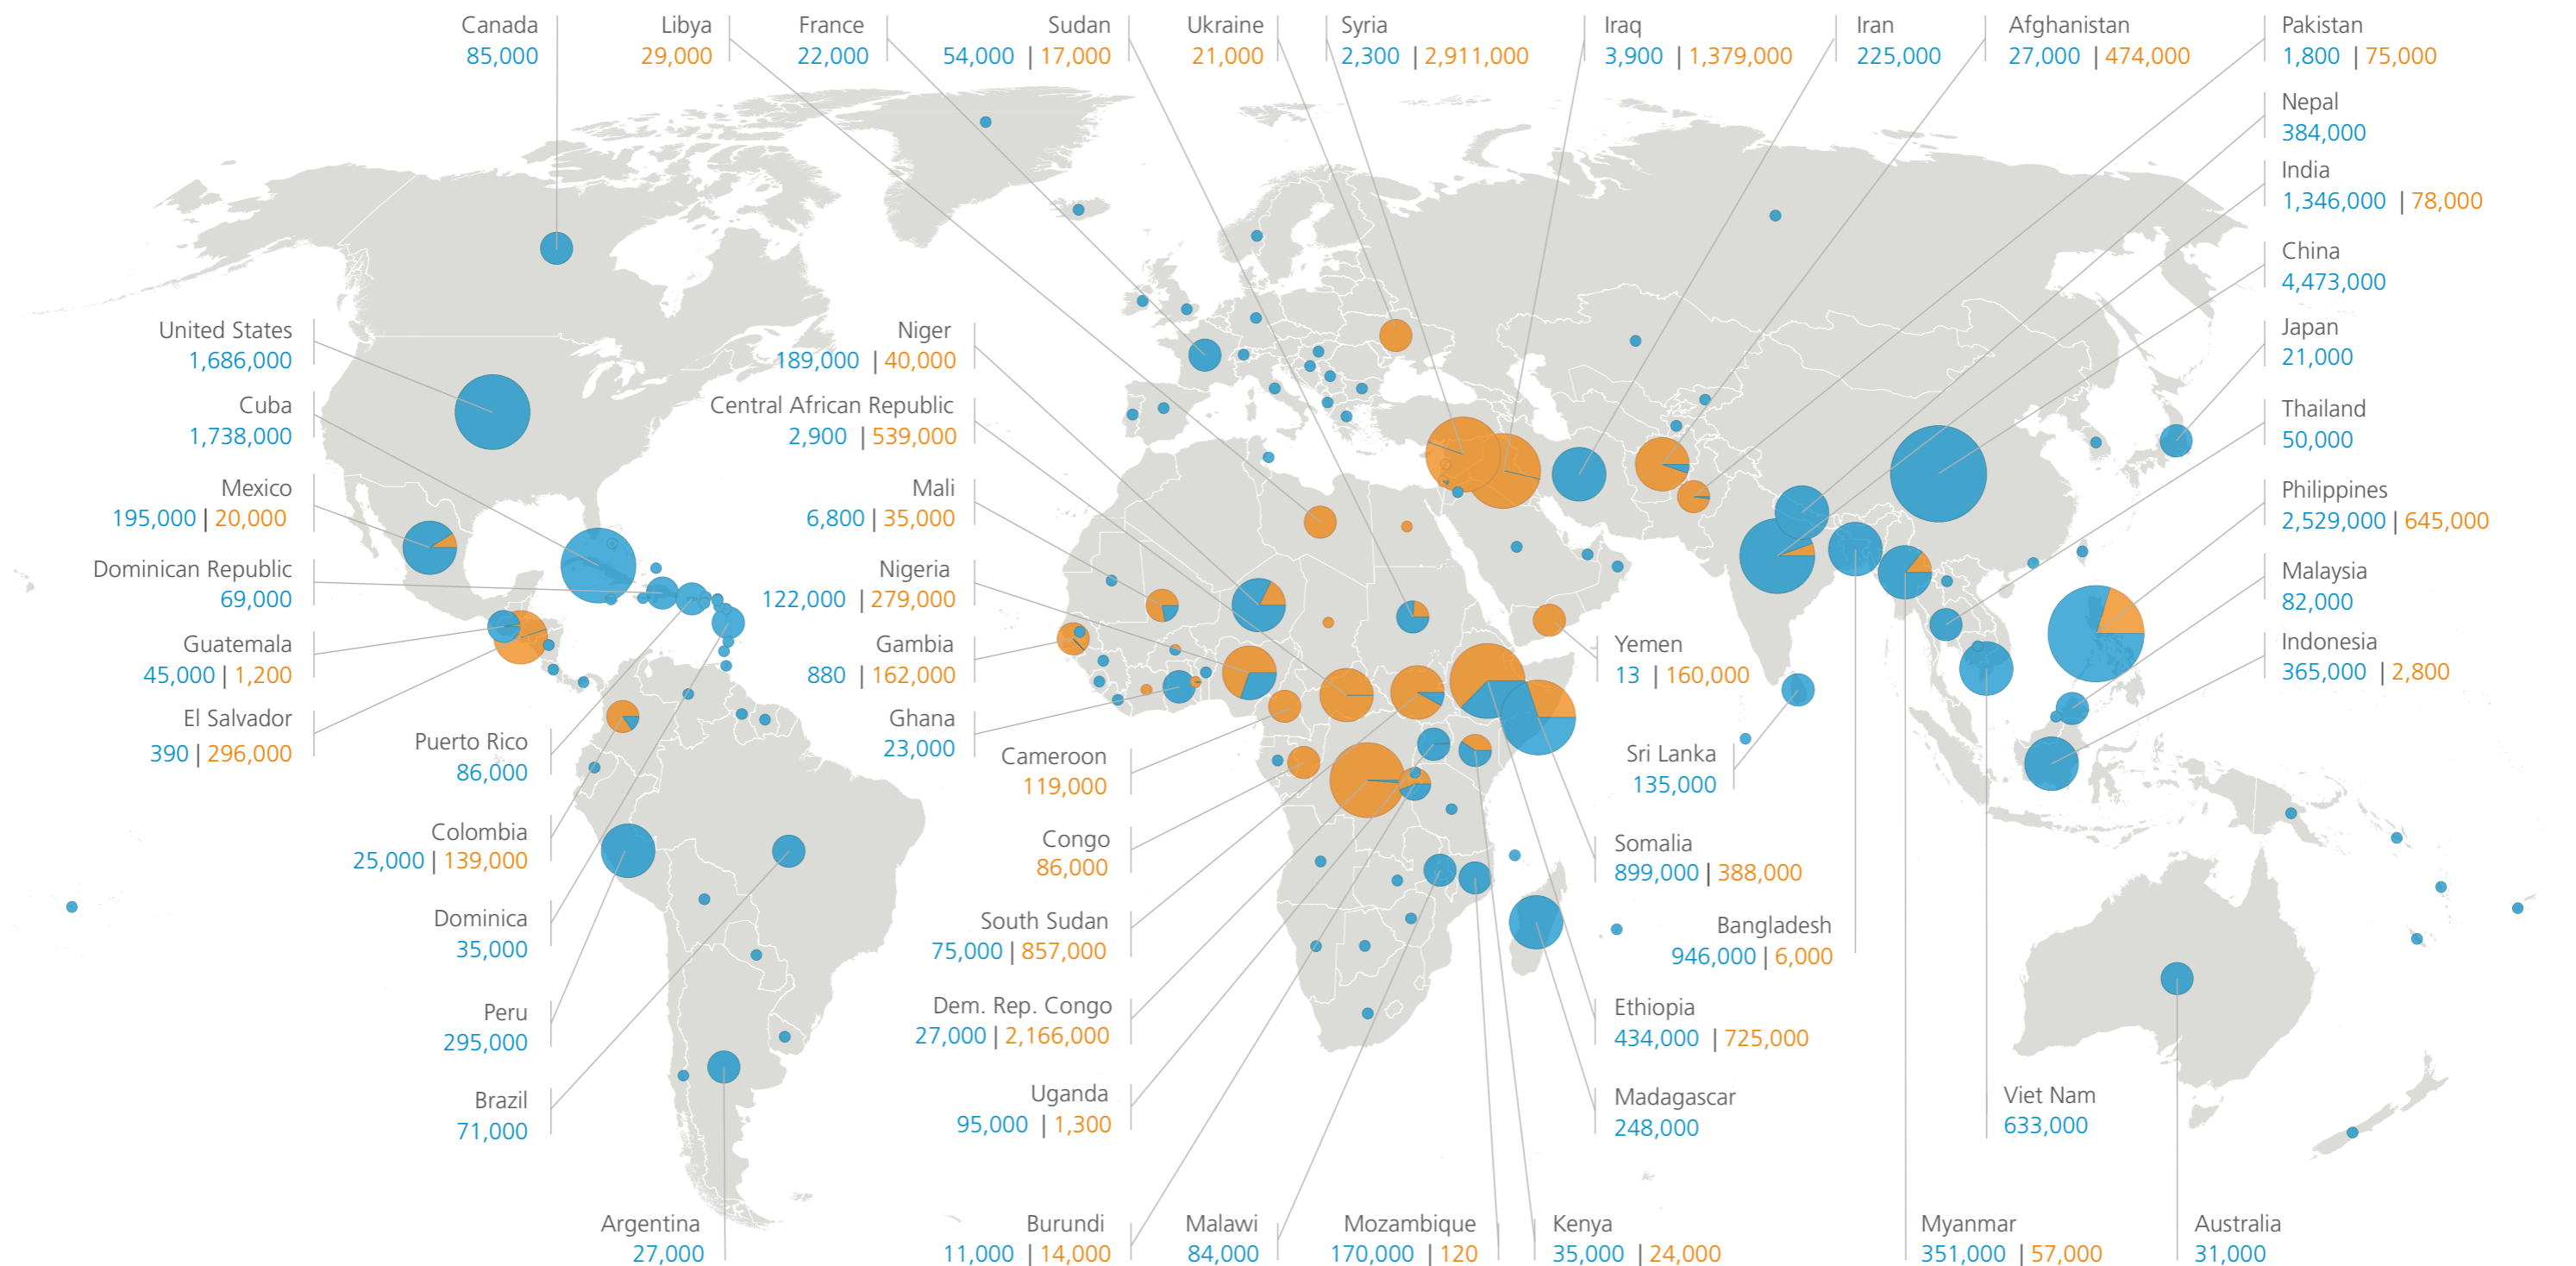 Canada
85,000
Libya
29,000
France
22,000
Sudan
54,000 | 17,000
Ukraine
21,000
Syria
2,300 | 2,911,000
Iraq
3,900 | 1,379,000
Iran
225,000
Afghanistan
27,000 | 474,000
Pakistan
1,800 | 75,000
Nepal
384,000
India
1,346,000 | 78,000
China
4,473,000
Japan
21,000
Thailand
50,000
Philippines
2,529,000 | 645,000
Malaysia
82,000
Indonesia
365,000 | 2,800
United States
1,686,000
Cuba
1,738,000
Mexico
195,000 | 20,000
Dominican Republic
69,000
Guatemala
45,000 | 1,200
El Salvador
390 | 296,000
Puerto Rico
86,000
Colombia
25,000 | 139,000
Dominica
35,000
Peru
295,000
Brazil
71,000
Argentina
27,000
Niger
189,000 | 40,000
Central African Republic
2,900 | 539,000
Mali
6,800 | 35,000
Nigeria
122,000 | 279,000
Gambia
880 | 162,000
Ghana
23,000
Cameroon
119,000
Congo
86,000
South Sudan
75,000 | 857,000
Dem. Rep. Congo
27,000 | 2,166,000
Uganda
95,000 | 1,300
Burundi
11,000 | 14,000
Malawi
84,000
Mozambique
170,000 | 120
Kenya
35,000 | 24,000
Yemen
13 | 160,000
Sri Lanka
135,000
Somalia
899,000 | 388,000
Bangladesh
946,000 | 6,000
Ethiopia
434,000 | 725,000
Madagascar
248,000
Viet Nam
633,000
Myanmar
351,000 | 57,000
Australia
31,000